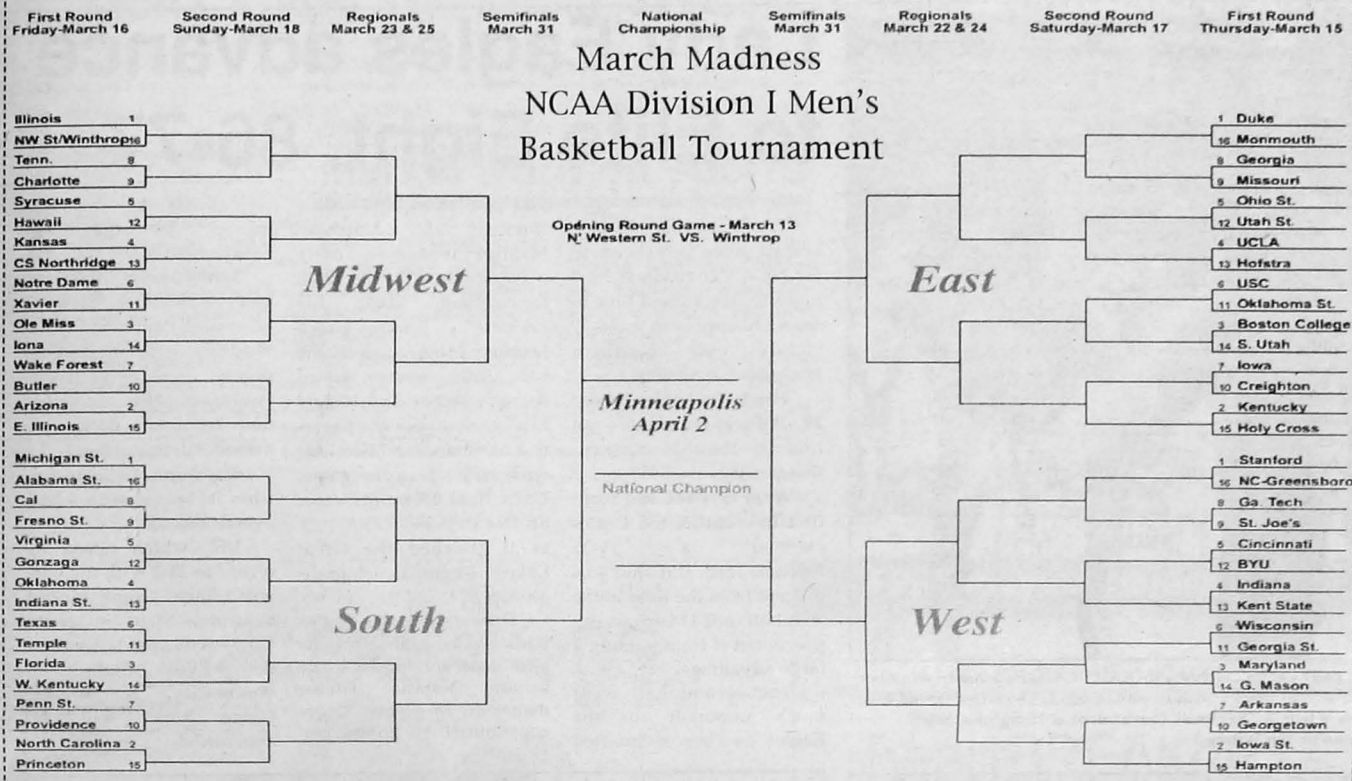 First Round
Friday-March 16
Second Round
Sunday-March 18
Regionals
March 23 & 25
Semifinals
March 31
National
Championship
Semifinals
March 31
Regionals
March 22 & 24
Second Round
Saturday-March 17
First Round
Thursday-March 15
March Madness
NCAA Division I Men's
Basketball Tournament
Opening Round Game - March 13
N. Western St. VS. Winthrop
Illinois 1
NW St/Winthrop 16
Tenn. 8
Charlotte 9
Syracuse 5
Hawaii 12
Kansas 4
CS Northridge 13
Notre Dame 6
Xavier 11
Ole Miss 3
Iona 14
Wake Forest 7
Butler 10
Arizona 2
E. Illinois 15
Midwest
Michigan St. 1
Alabama St. 16
Cal 8
Fresno St. 9
Virginia 5
Gonzaga 12
Oklahoma 4
Indiana St. 13
Texas 6
Temple 11
Florida 3
W. Kentucky 14
Penn St. 7
Providence 10
North Carolina 2
Princeton 15
South
Minneapolis
April 2
National Champion
1 Duke
16 Monmouth
8 Georgia
9 Missouri
5 Ohio St.
12 Utah St.
4 UCLA
13 Hofstra
6 USC
11 Oklahoma St.
3 Boston College
14 S. Utah
7 Iowa
10 Creighton
2 Kentucky
15 Holy Cross
East
1 Stanford
16 NC-Greensboro
8 Ga. Tech
9 St. Joe's
5 Cincinnati
12 BYU
4 Indiana
13 Kent State
6 Wisconsin
11 Georgia St.
3 Maryland
14 G. Mason
7 Arkansas
10 Georgetown
2 Iowa St.
15 Hampton
West